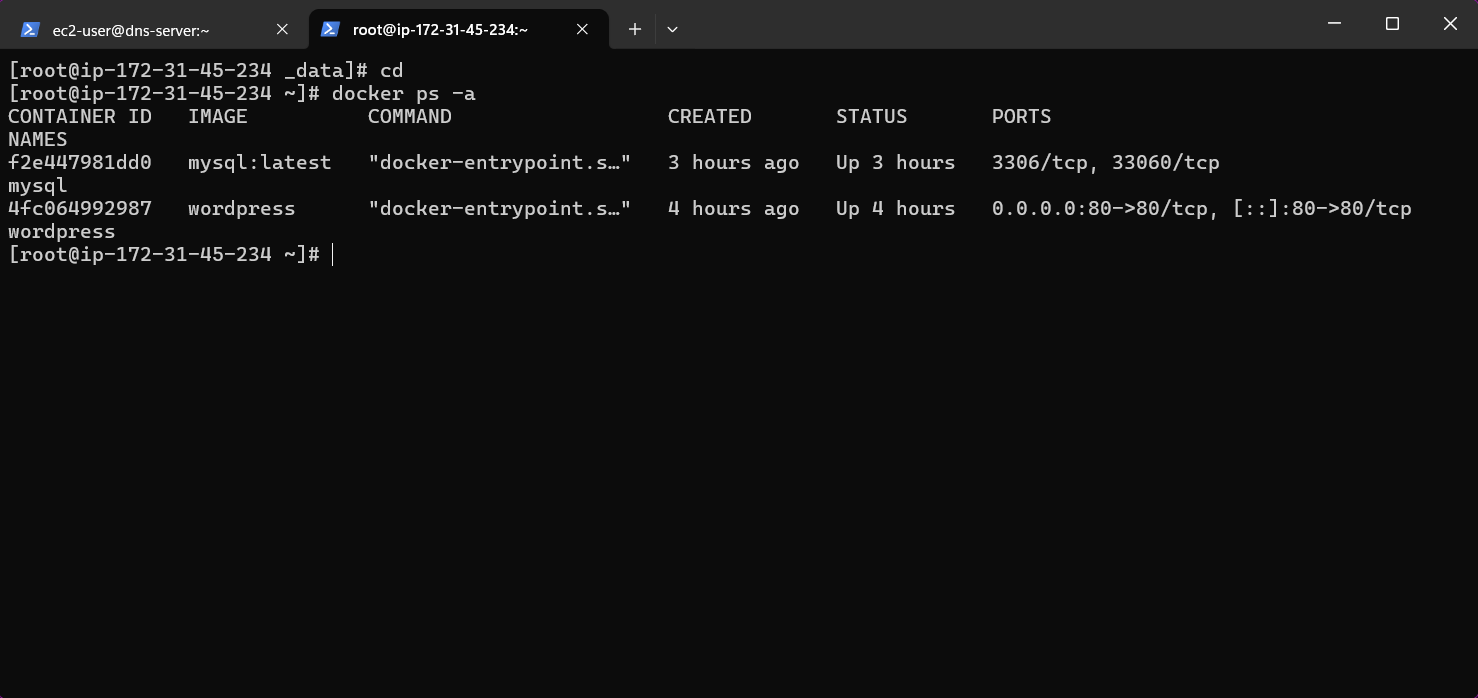 ec2-user@dns-server:~
root@ip-172-31-45-234:~
[root@ip-172-31-45-234 _data]# cd
[root@ip-172-31-45-234 ~]# docker ps -a
CONTAINER ID   IMAGE          COMMAND                  CREATED       STATUS       PORTS
NAMES
f2e447981dd0   mysql:latest   "docker-entrypoint.s…"   3 hours ago   Up 3 hours   3306/tcp, 33060/tcp
mysql
4fc064992987   wordpress      "docker-entrypoint.s…"   4 hours ago   Up 4 hours   0.0.0.0:80->80/tcp, [::]:80->80/tcp
wordpress
[root@ip-172-31-45-234 ~]#